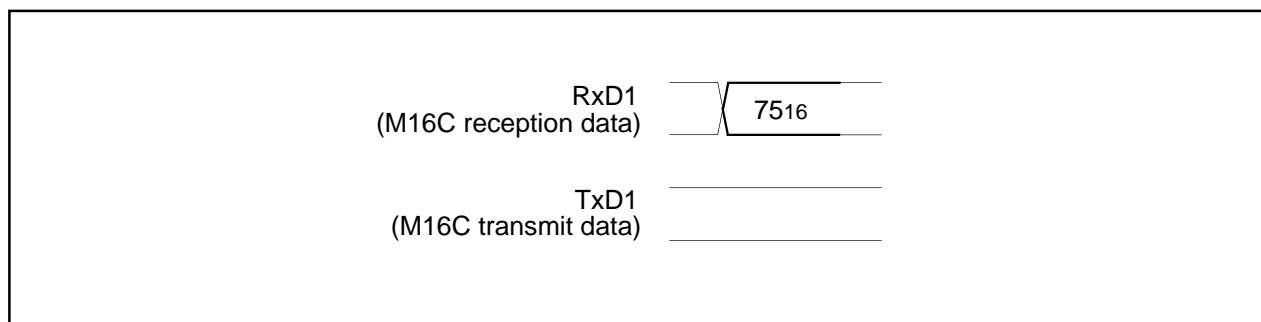 RxD1
(M16C reception data)
7516
TxD1
(M16C transmit data)